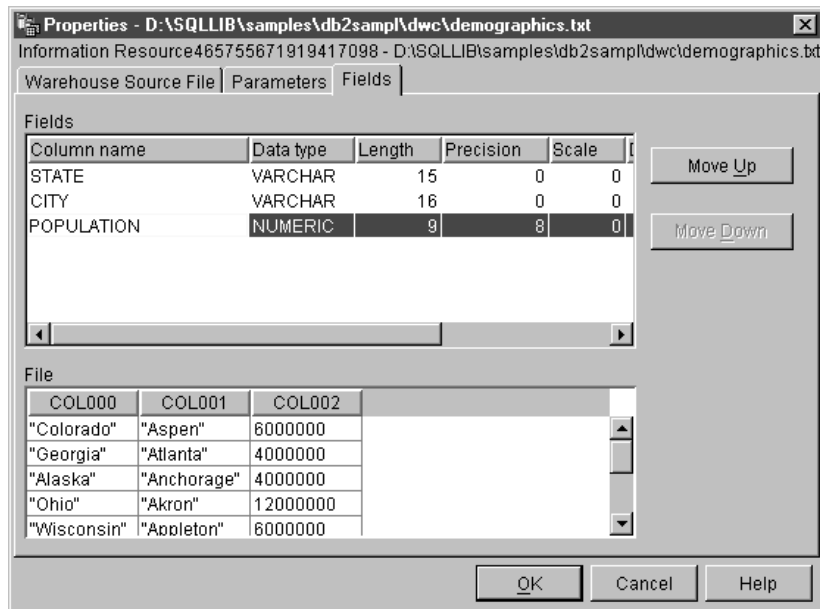 Properties - D:\SQLLIB\samples\db2sampl\dwc\demographics.txt
Information Resource465755671919417098 - D:\SQLLIB\samples\db2sampl\dwc\demographics.txt
Warehouse Source File Parameters Fields
Fields
Column name Data type Length Precision Scale
STATE VARCHAR 15 0 0
CITY VARCHAR 16 0 0
POPULATION NUMERIC 9 8 0
Move Up
Move Down
File
COL000 COL001 COL002
"Colorado" "Aspen" 6000000
"Georgia" "Atlanta" 4000000
"Alaska" "Anchorage" 4000000
"Ohio" "Akron" 12000000
"Wisconsin" "Appleton" 6000000
OK Cancel Help